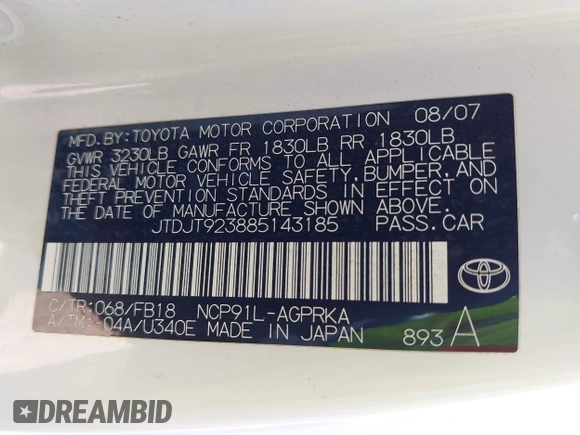 MFD.BY:TOYOTA MOTOR CORPORATION 08/07
GVWR 3230LB GAWR FR 1830LB RR 1830LB
THIS VEHICLE CONFORMS TO ALL APPLICABLE
FEDERAL MOTOR VEHICLE SAFETY,BUMPER,AND
THEFT PREVENTION STANDARDS IN EFFECT ON
THE DATE OF MANUFACTURE SHOWN ABOVE.
JTDJT923885143185 PASS.CAR
C/TR:068/FB18 NCP91L-AGPRKA
A/TM:-04A/U340E MADE IN JAPAN
893 A
DREAMBID